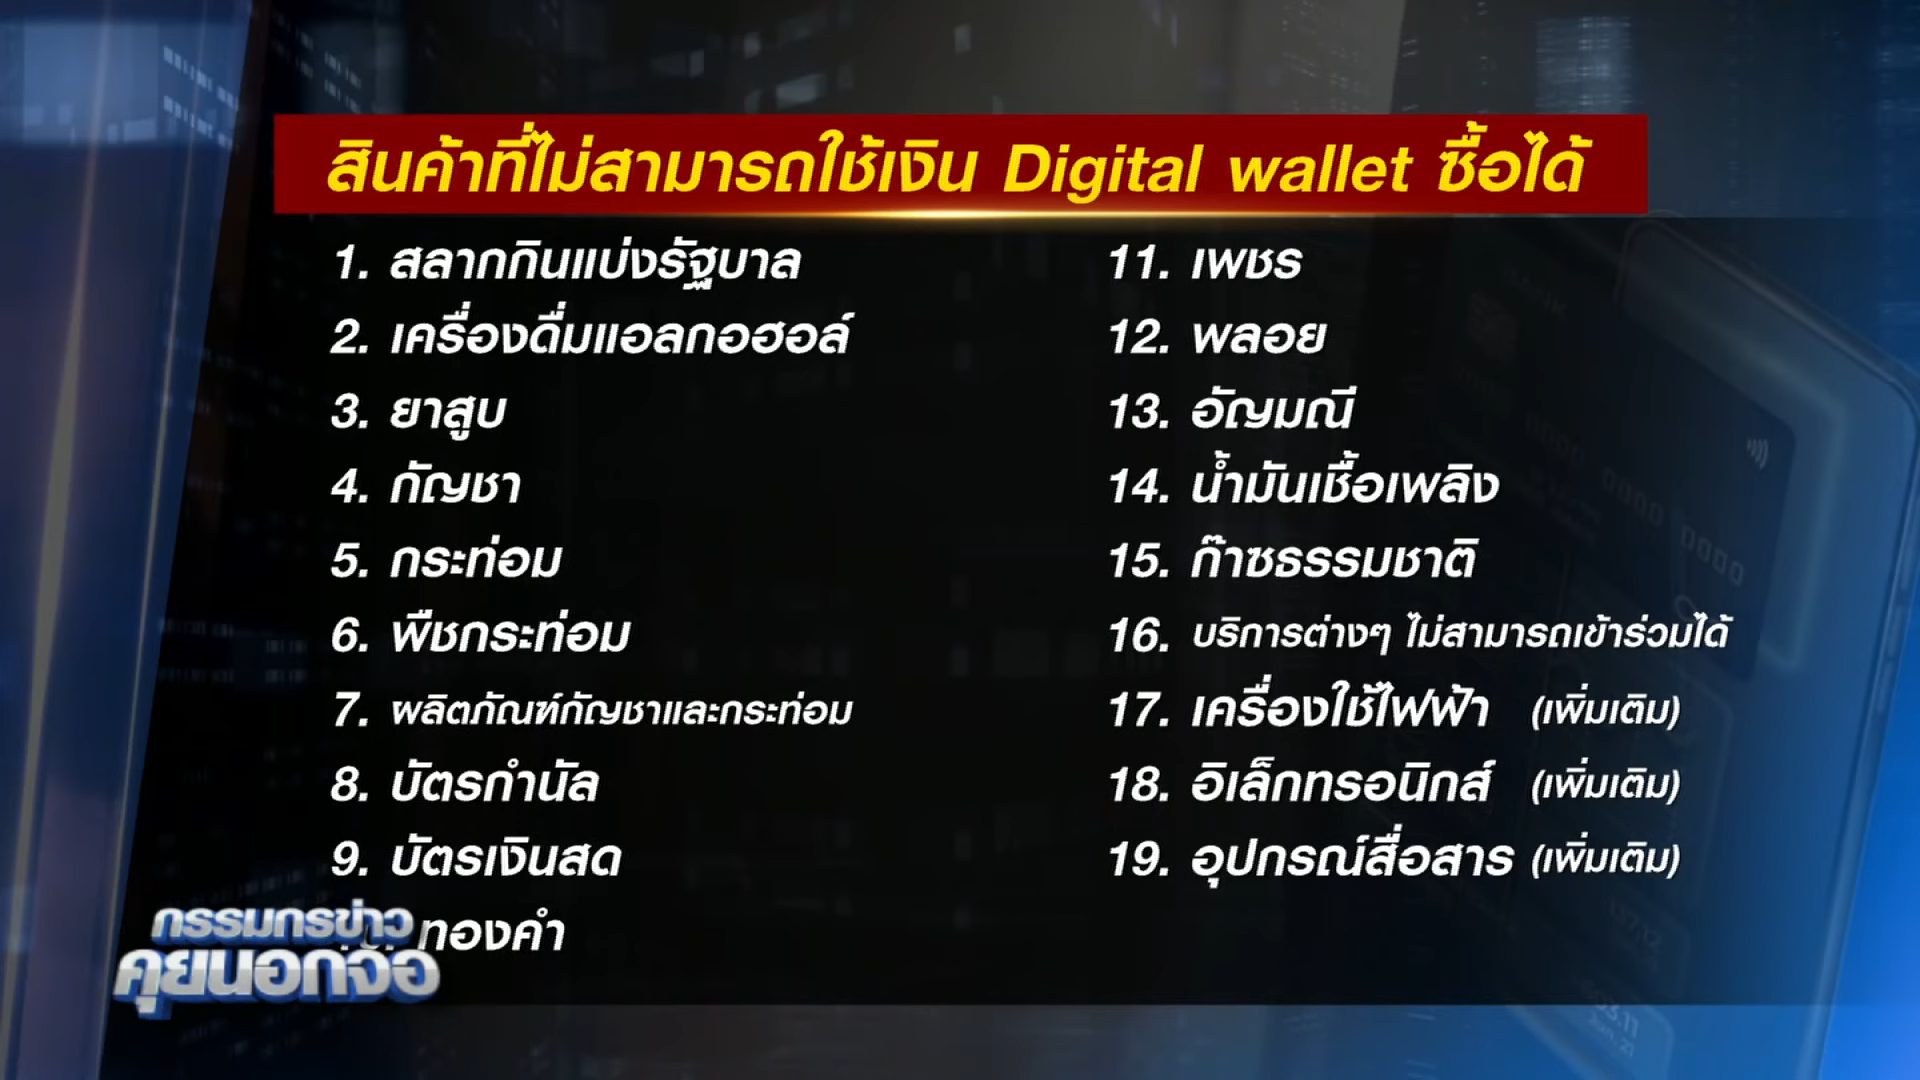 สินค้าที่ไม่สามารถใช้เงิน Digital wallet ซื้อได้
1. สลากกินแบ่งรัฐบาล
2. เครื่องดื่มแอลกอฮอล์
3. ยาสูบ
4. กัญชา
5. กระท่อม
6. พืชกระท่อม
7. ผลิตภัณฑ์กัญชาและกระท่อม
8. บัตรกำนัล
9. บัตรเงินสด
ทองคำ
11. เพชร
12. พลอย
13. อัญมณี
14. น้ำมันเชื้อเพลิง
15. ก๊าซธรรมชาติ
16. บริการต่างๆ ไม่สามารถเข้าร่วมได้
17. เครื่องใช้ไฟฟ้า (เพิ่มเติม)
18. อิเล็กทรอนิกส์ (เพิ่มเติม)
19. อุปกรณ์สื่อสาร (เพิ่มเติม)
กรรมกรข่าว
คุยนอกจอ